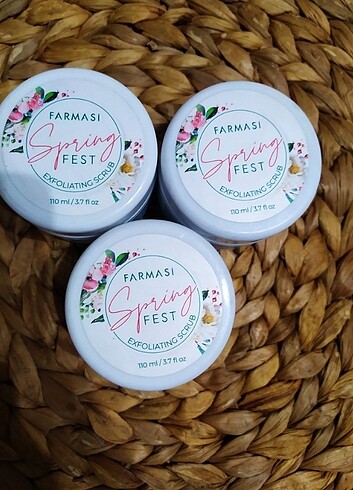 FARMASI
Spring
FEST
EXFOLIATING SCRUB
110 ml / 3.7 fl oz
FARMASI
Spring
FEST
EXFOLIATING SCRUB
110 ml / 3.7 fl oz
FARMASI
Spring
FEST
EXFOLIATING SCRUB
110 ml / 3.7 fl oz